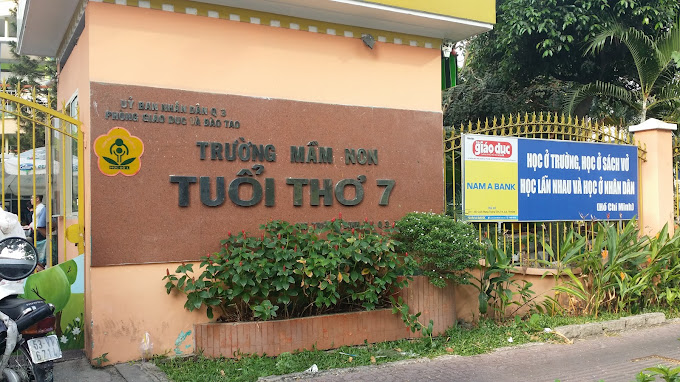 ỦY BAN NHÂN DÂN Q 3
PHÒNG GIÁO DỤC VÀ ĐÀO TẠO
TRƯỜNG MẦM NON
TUỔI THƠ 7
giáo dục
NAM A BANK
HỌC Ở TRƯỜNG, HỌC Ở SÁCH VỞ
HỌC LẪN NHAU VÀ HỌC Ở NHÂN DÂN
(Hồ Chí Minh)